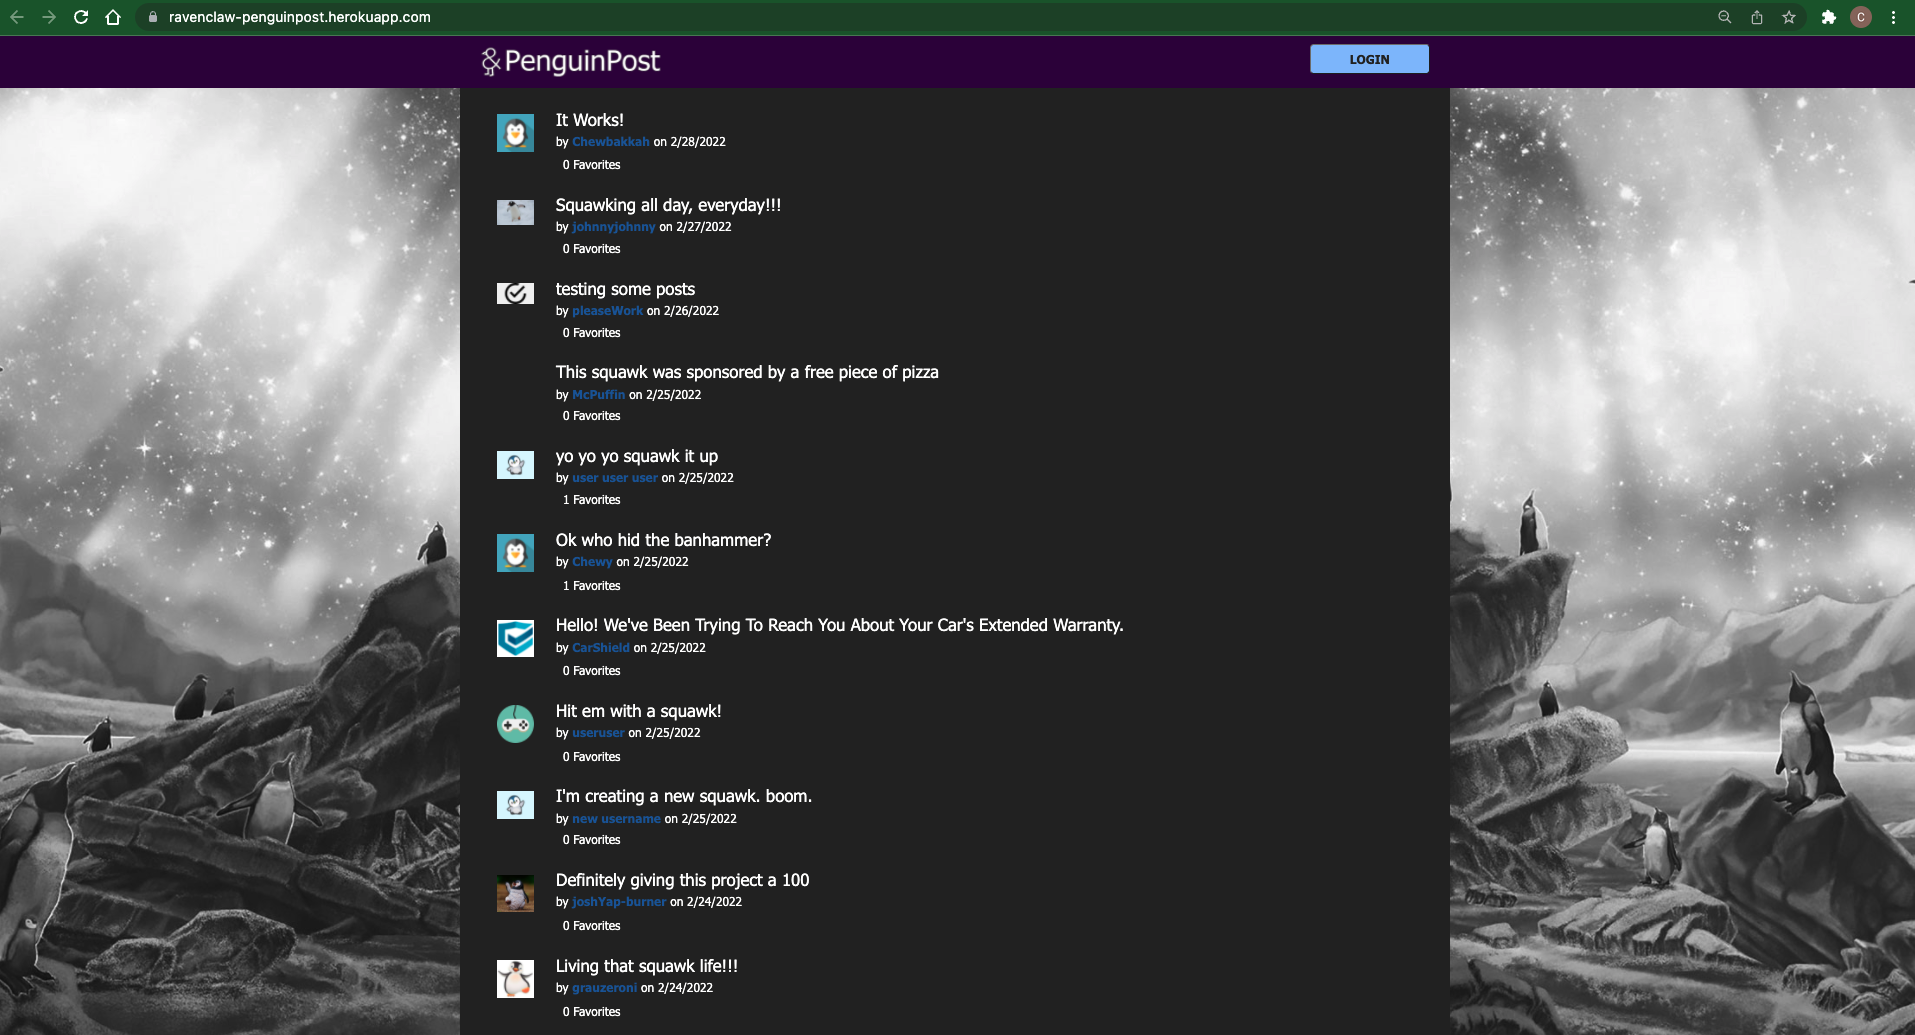 ravenclaw-penguinpost.herokuapp.com
C
PenguinPost
LOGIN
It Works!
by Chewbakkah on 2/28/2022
0 Favorites
Squawking all day, everyday!!!
by johnnyjohnny on 2/27/2022
0 Favorites
testing some posts
by pleaseWork on 2/26/2022
0 Favorites
This squawk was sponsored by a free piece of pizza
by McPuffin on 2/25/2022
0 Favorites
yo yo yo squawk it up
by user user user on 2/25/2022
1 Favorites
Ok who hid the banhammer?
by Chewy on 2/25/2022
1 Favorites
Hello! We've Been Trying To Reach You About Your Car's Extended Warranty.
by CarShield on 2/25/2022
0 Favorites
Hit em with a squawk!
by useruser on 2/25/2022
0 Favorites
I'm creating a new squawk. boom.
by new username on 2/25/2022
0 Favorites
Definitely giving this project a 100
by joshYap-burner on 2/24/2022
0 Favorites
Living that squawk life!!!
by grauzeroni on 2/24/2022
0 Favorites